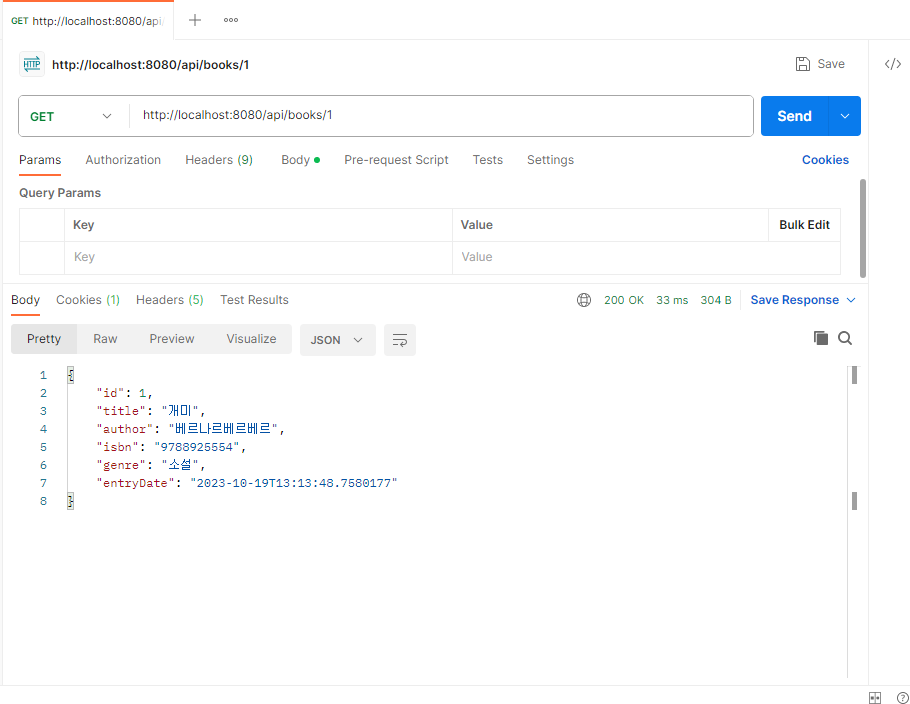 GET http://localhost:8080/api/
http://localhost:8080/api/books/1
Save
GET http://localhost:8080/api/books/1
Send
Params Authorization Headers (9) Body Pre-request Script Tests Settings Cookies
Query Params
Key Value Bulk Edit
Key Value
Body Cookies (1) Headers (5) Test Results 200 OK 33 ms 304 B Save Response
Pretty Raw Preview Visualize JSON
1 {
2 "id": 1,
3 "title": "개미",
4 "author": "베르나르베르베르",
5 "isbn": "9788925554",
6 "genre": "소설",
7 "entryDate": "2023-10-19T13:13:48.7580177"
8 }